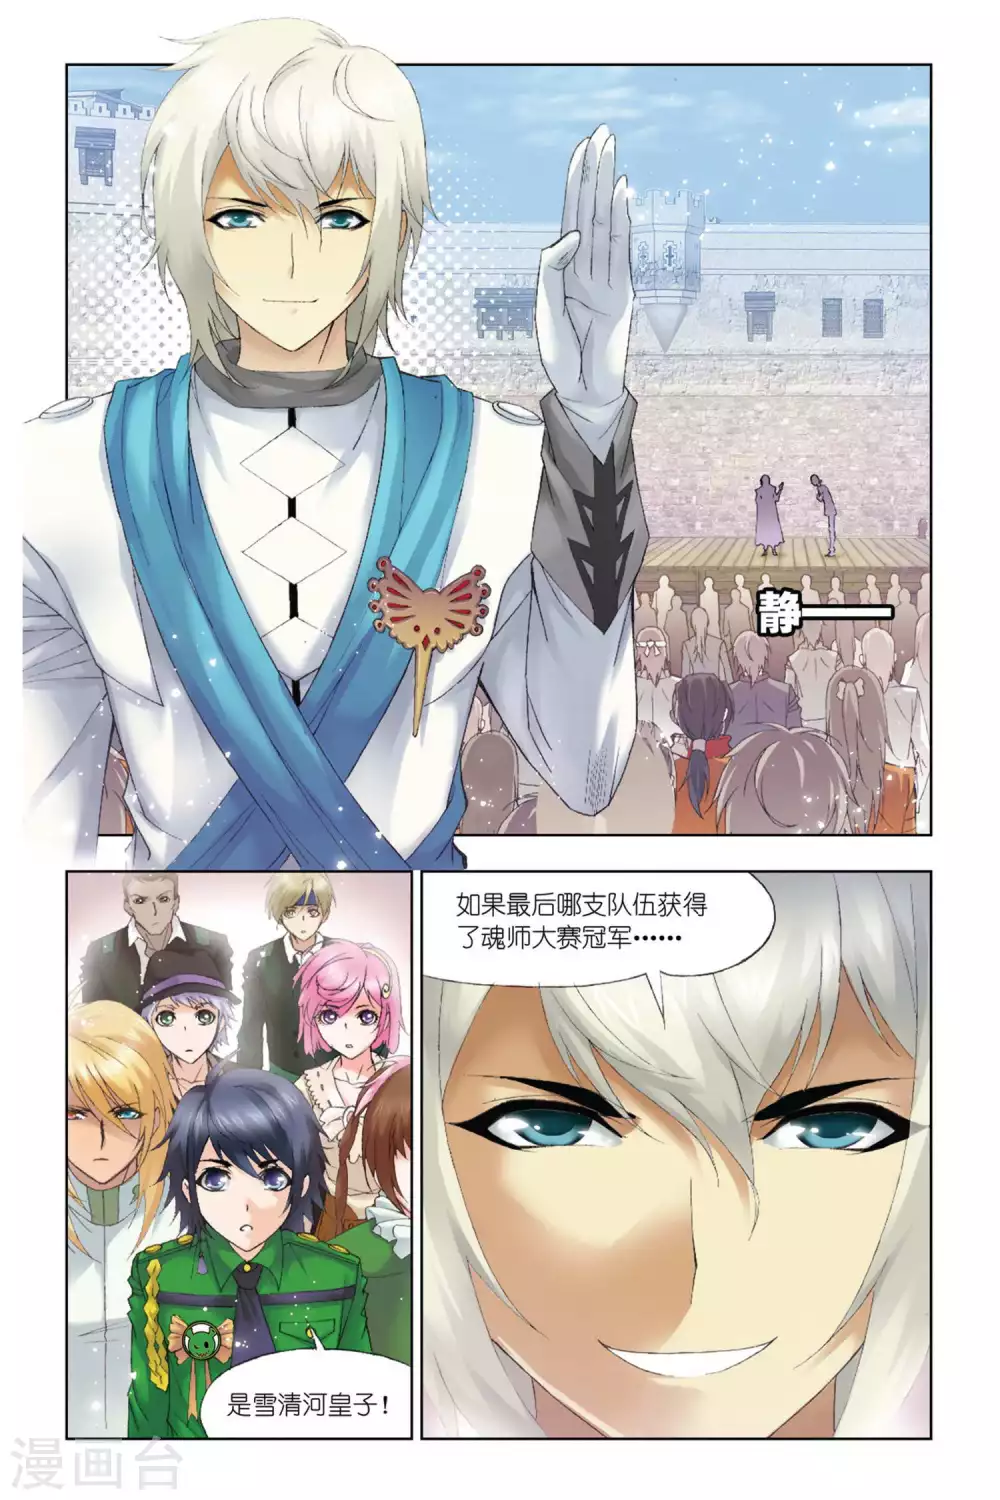 静——
是雪清河皇子！
如果最后哪支队伍获得
了魂师大赛冠军……
漫画台